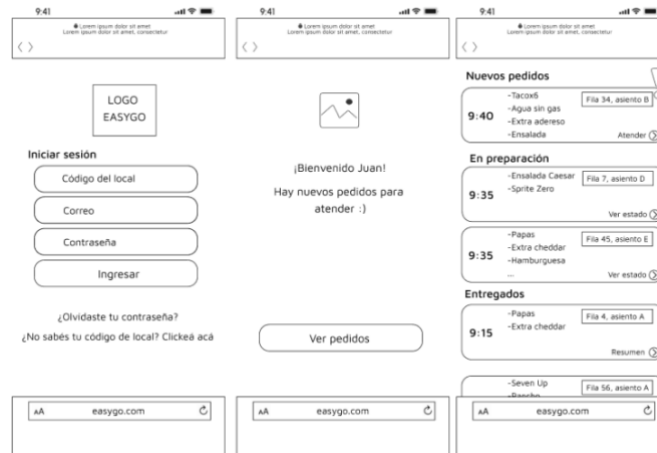 9:41
Lorem ipsum dolor sit amet
Lorem ipsum dolor sit amet, consectetur
LOGO
EASYGO
Iniciar sesión
Código del local
Correo
Contraseña
Ingresar
¿Olvidaste tu contraseña?
¿No sabés tu código de local? Clickeá acá
AA easygo.com
9:41
Lorem ipsum dolor sit amet
Lorem ipsum dolor sit amet, consectetur
¡Bienvenido Juan!
Hay nuevos pedidos para
atender :)
Ver pedidos
AA easygo.com
9:41
Lorem ipsum dolor sit amet
Lorem ipsum dolor sit amet, consectetur
Nuevos pedidos
9:40
-Tacox6
-Agua sin gas
-Extra adereso
-Ensalada
Fila 34, asiento B
Atender
En preparación
9:35
-Ensalada Caesar
-Sprite Zero
Fila 7, asiento D
Ver estado
9:35
-Papas
-Extra cheddar
-Hamburguesa
...
Fila 45, asiento E
Ver estado
Entregados
9:15
-Papas
-Extra cheddar
Fila 4, asiento A
Resumen
-Seven Up
-Pancho
Fila 56, asiento A
AA easygo.com